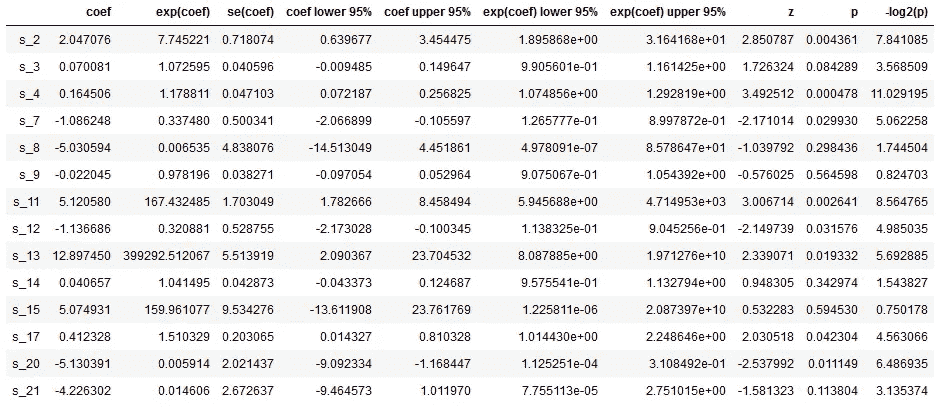 coef exp(coef) se(coef) coef lower 95% coef upper 95% exp(coef) lower 95% exp(coef) upper 95% z p -log2(p)
s_2 2.047076 7.745221 0.718074 0.639677 3.454475 1.895868e+00 3.164168e+01 2.850787 0.004361 7.841085
s_3 0.070081 1.072595 0.040596 -0.009485 0.149647 9.905601e-01 1.161425e+00 1.726324 0.084289 3.568509
s_4 0.164506 1.178811 0.047103 0.072187 0.256825 1.074856e+00 1.292819e+00 3.492512 0.000478 11.029195
s_7 -1.086248 0.337480 0.500341 -2.066899 -0.105597 1.265777e-01 8.997872e-01 -2.171014 0.029930 5.062258
s_8 -5.030594 0.006535 4.838076 -14.513049 4.451861 4.978091e-07 8.578647e+01 -1.039792 0.298436 1.744504
s_9 -0.022045 0.978196 0.038271 -0.097054 0.052964 9.075067e-01 1.054392e+00 -0.576025 0.564598 0.824703
s_11 5.120580 167.432485 1.703049 1.782666 8.458494 5.945688e+00 4.714953e+03 3.006714 0.002641 8.564765
s_12 -1.136686 0.320881 0.528755 -2.173028 -0.100345 1.138325e-01 9.045256e-01 -2.149739 0.031576 4.985035
s_13 12.897450 399292.512067 5.513919 2.090367 23.704532 8.087885e+00 1.971276e+10 2.339071 0.019332 5.692885
s_14 0.040657 1.041495 0.042873 -0.043373 0.124687 9.575541e-01 1.132794e+00 0.948305 0.342974 1.543827
s_15 5.074931 159.961077 9.534276 -13.611908 23.761769 1.225811e-06 2.087397e+10 0.532283 0.594530 0.750178
s_17 0.412328 1.510329 0.203065 0.014327 0.810328 1.014430e+00 2.248646e+00 2.030518 0.042304 4.563066
s_20 -5.130391 0.005914 2.021437 -9.092334 -1.168447 1.125251e-04 3.108492e-01 -2.537992 0.011149 6.486935
s_21 -4.226302 0.014606 2.672637 -9.464573 1.011970 7.755113e-05 2.751015e+00 -1.581323 0.113804 3.135374